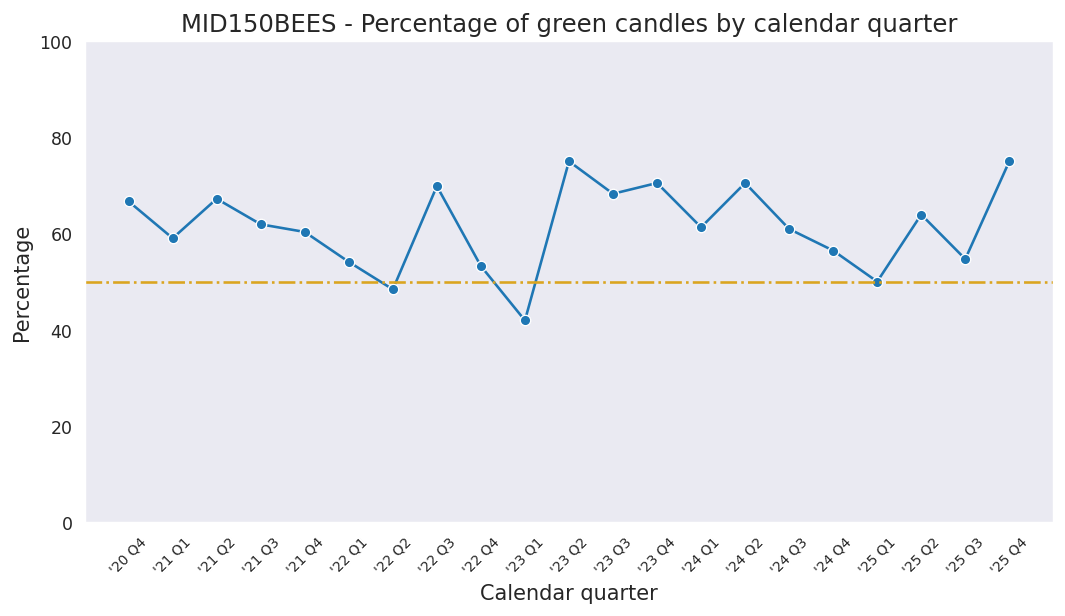 MID150BEES - Percentage of green candles by calendar quarter
100
80
60
40
20
0
Percentage
'20 Q4
'21 Q1
'21 Q2
'21 Q3
'21 Q4
'22 Q1
'22 Q2
'22 Q3
'22 Q4
'23 Q1
'23 Q2
'23 Q3
'23 Q4
'24 Q1
'24 Q2
'24 Q3
'24 Q4
'25 Q1
'25 Q2
'25 Q3
'25 Q4
Calendar quarter